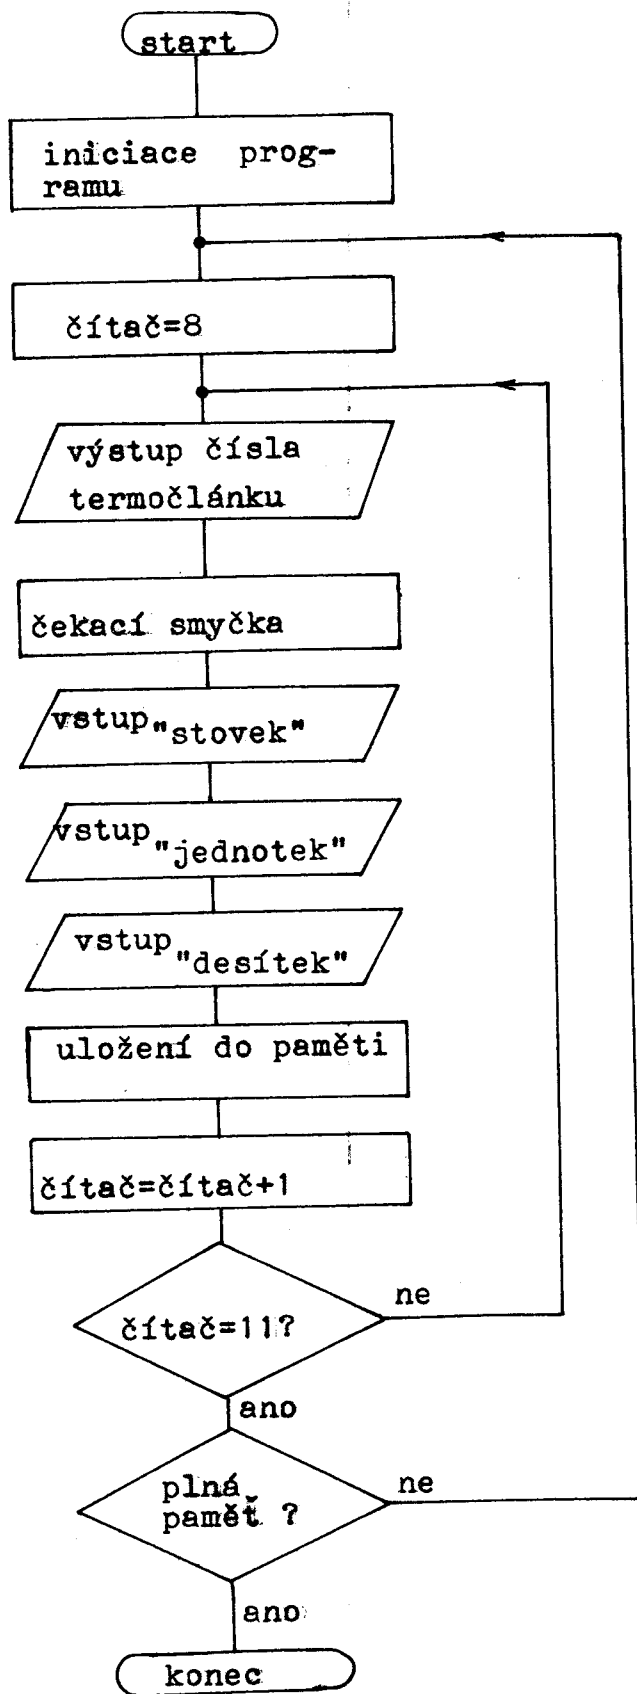 start
iniciace prog-
ramu
čítač=8
výstup čísla
termočlánku
čekací smyčka
vstup "stovek"
vstup "jednotek"
vstup "desítek"
uložení do paměti
čítač=čítač+1
čítač=11?
ne
ano
plná
paměť ?
ne
ano
konec